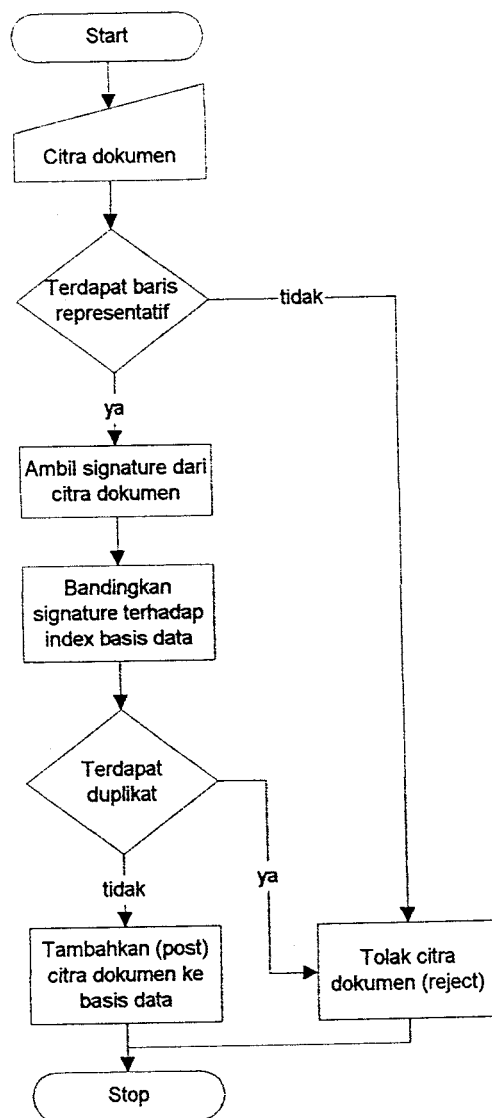 Start
Citra dokumen
Terdapat baris
representatif
tidak
ya
Ambil signature dari
citra dokumen
Bandingkan
signature terhadap
index basis data
Terdapat
duplikat
ya
tidak
Tambahkan (post)
citra dokumen ke
basis data
Tolak citra
dokumen (reject)
Stop